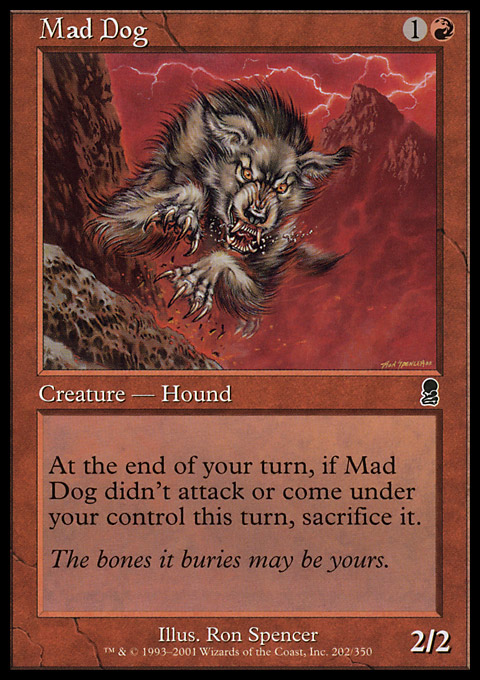 Mad Dog 1
Creature — Hound
At the end of your turn, if Mad
Dog didn't attack or come under
your control this turn, sacrifice it.
The bones it buries may be yours.
Illus. Ron Spencer
™ & © 1993–2001 Wizards of the Coast, Inc. 202/350
2/2